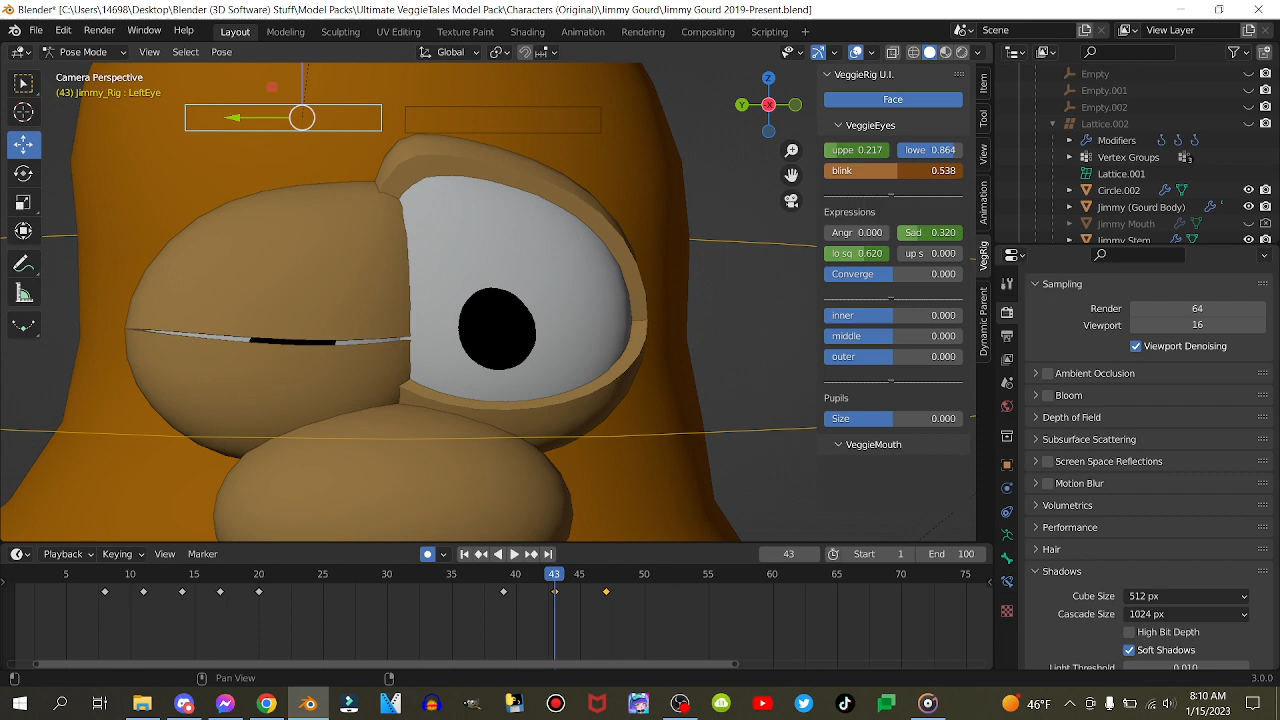 Blender* [C:\Users\14698\Desktop\Blender (3D Software) Stuff\Model Packs\Ultimate VeggieTales Model Pack\Characters (Original)\Jimmy Gourd\Jimmy Gourd 2019-Present.blend]
File Edit Render Window Help Layout Modeling Sculpting UV Editing Texture Paint Shading Animation Rendering Compositing Scripting + Scene View Layer
Pose Mode View Select Pose Global
Camera Perspective
(43) Jimmy_Rig : LeftEye
Z
Y
X
VeggieRig U.I.
Face
VeggieEyes
uppe 0.217 lowe 0.864
blink 0.538
Expressions
Angr 0.000 Sad 0.320
lo sq 0.620 up s 0.000
Converge 0.000
inner 0.000
middle 0.000
outer 0.000
Pupils
Size 0.000
VeggieMouth
Item
Tool
View
Animation
VegRig
Dynamic Parent
Empty
Empty.001
Empty.002
Lattice.002
Modifiers
Vertex Groups 3
Lattice.001
Circle.002
Jimmy (Gourd Body)
Jimmy Mouth
Jimmy Stem
Sampling
Render 64
Viewport 16
Viewport Denoising
Ambient Occlusion
Bloom
Depth of Field
Subsurface Scattering
Screen Space Reflections
Motion Blur
Volumetrics
Performance
Hair
Shadows
Cube Size 512 px
Cascade Size 1024 px
High Bit Depth
Soft Shadows
Light Threshold 0.010
Playback Keying View Marker 43 Start 1 End 100
5 10 15 20 25 30 35 40 43 45 50 55 60 65 70 75
Pan View 3.0.0
46°F 8:10 AM
1/15/2023